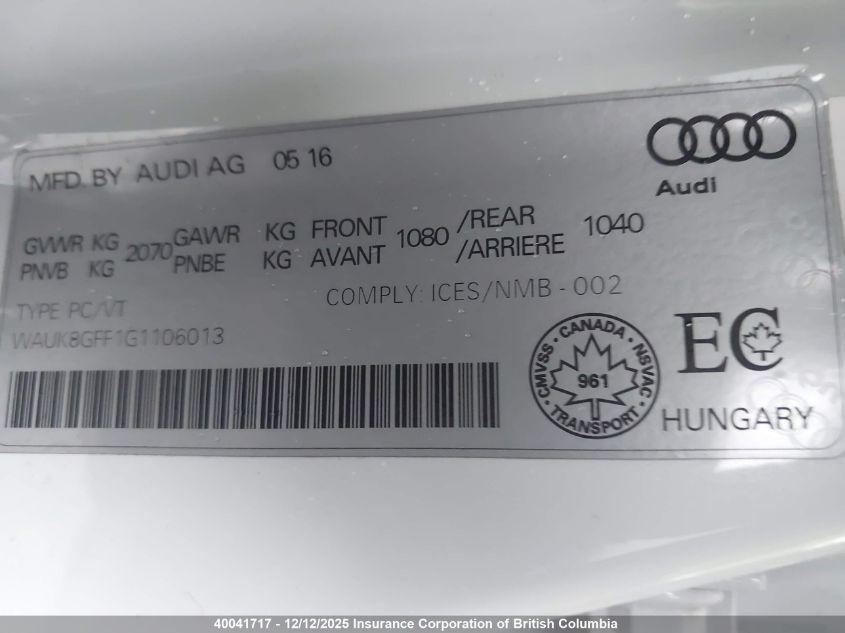 MFD. BY AUDI AG 05 16
Audi
GVWR KG 2070 GAWR KG FRONT 1080 /REAR 1040
PNVB KG PNBE KG AVANT /ARRIERE
COMPLY: ICES/NMB - 002
TYPE PC/VT
WAUK8GFF1G1106013
CMVSS · CANADA · NSVAC · TRANSPORT ·
961
EC
HUNGARY
40041717 - 12/12/2025 Insurance Corporation of British Columbia